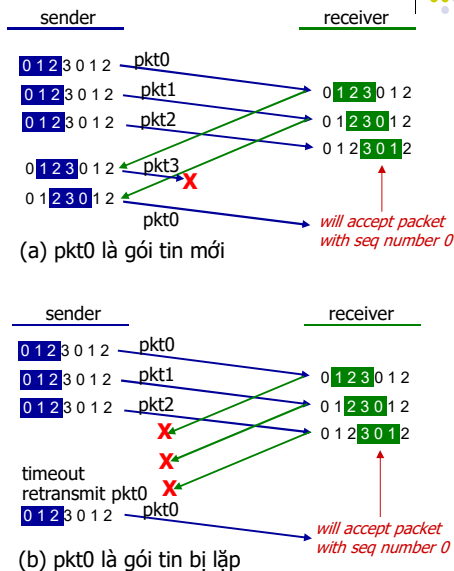 sender receiver
0 1 2 3 0 1 2 pkt0
0 1 2 3 0 1 2
0 1 2 3 0 1 2 pkt1
0 1 2 3 0 1 2
0 1 2 3 0 1 2 pkt2
0 1 2 3 0 1 2
0 1 2 3 0 1 2 pkt3
X
0 1 2 3 0 1 2
pkt0
will accept packet
with seq number 0
(a) pkt0 là gói tin mới
sender receiver
0 1 2 3 0 1 2 pkt0
0 1 2 3 0 1 2
0 1 2 3 0 1 2 pkt1
0 1 2 3 0 1 2
0 1 2 3 0 1 2 pkt2
0 1 2 3 0 1 2
X
X
timeout
X
retransmit pkt0
0 1 2 3 0 1 2 pkt0
will accept packet
with seq number 0
(b) pkt0 là gói tin bị lặp